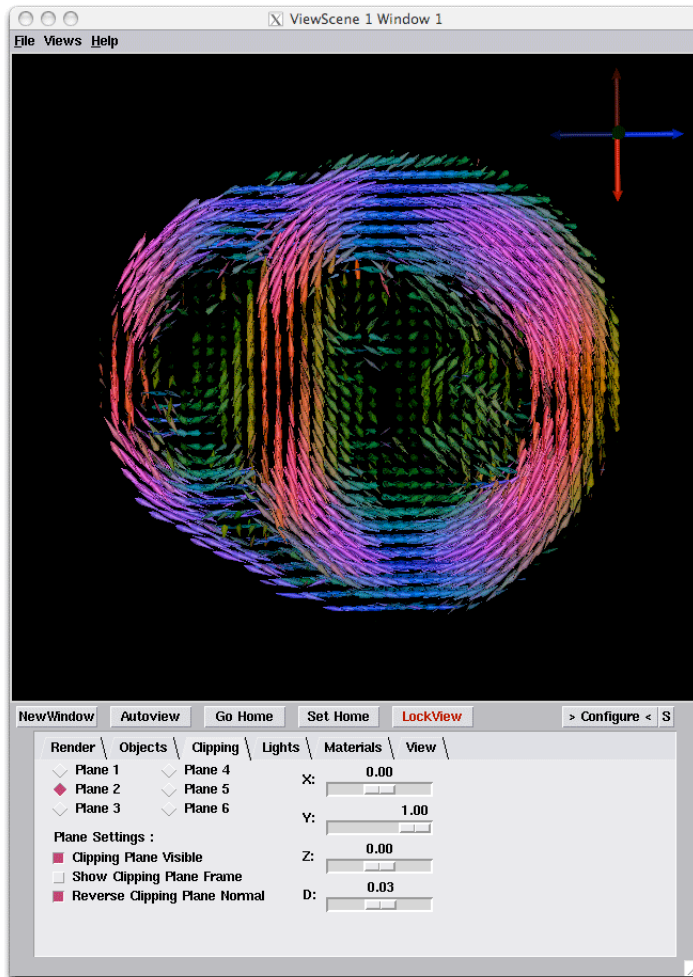 X ViewScene 1 Window 1
File Views Help
NewWindow Autoview Go Home Set Home LockView > Configure < S
Render Objects Clipping Lights Materials View
Plane 1 Plane 4 X: 0.00
Plane 2 Plane 5
Plane 3 Plane 6 Y: 1.00
Plane Settings :
Clipping Plane Visible Z: 0.00
Show Clipping Plane Frame
Reverse Clipping Plane Normal D: 0.03